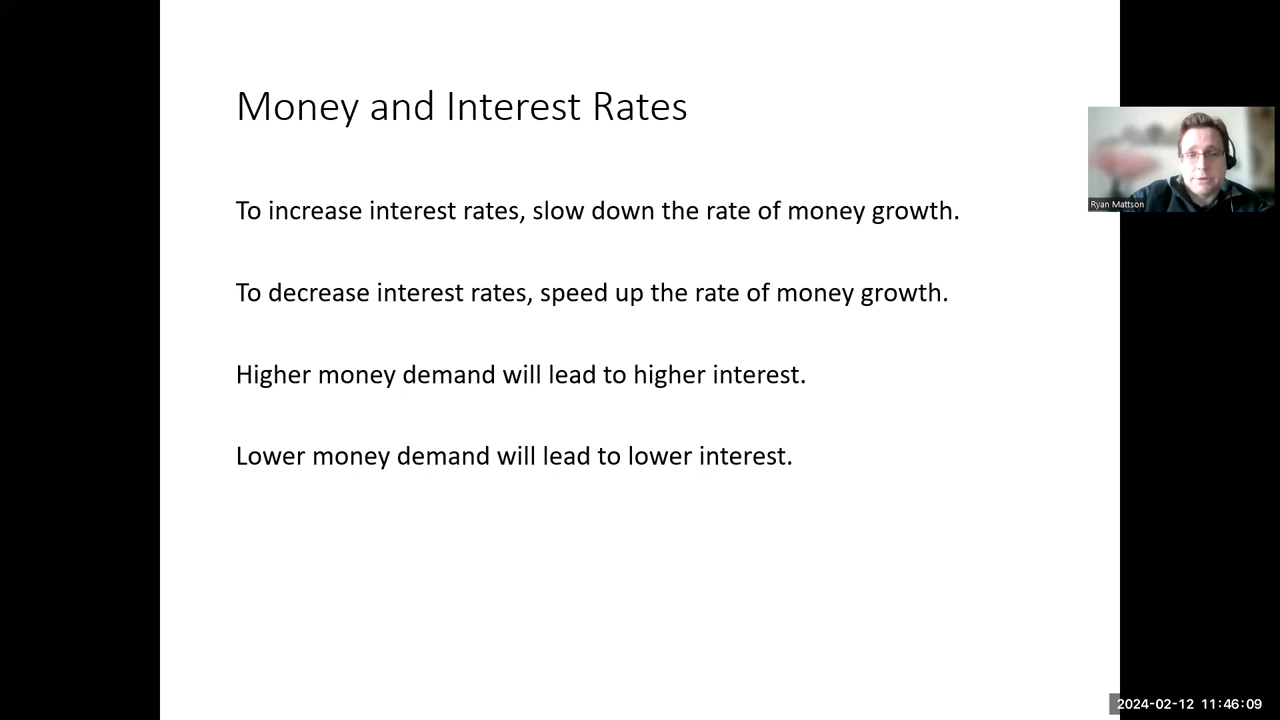 Money and Interest Rates
To increase interest rates, slow down the rate of money growth.
To decrease interest rates, speed up the rate of money growth.
Higher money demand will lead to higher interest.
Lower money demand will lead to lower interest.
Ryan Mattson
2024-02-12 11:46:09